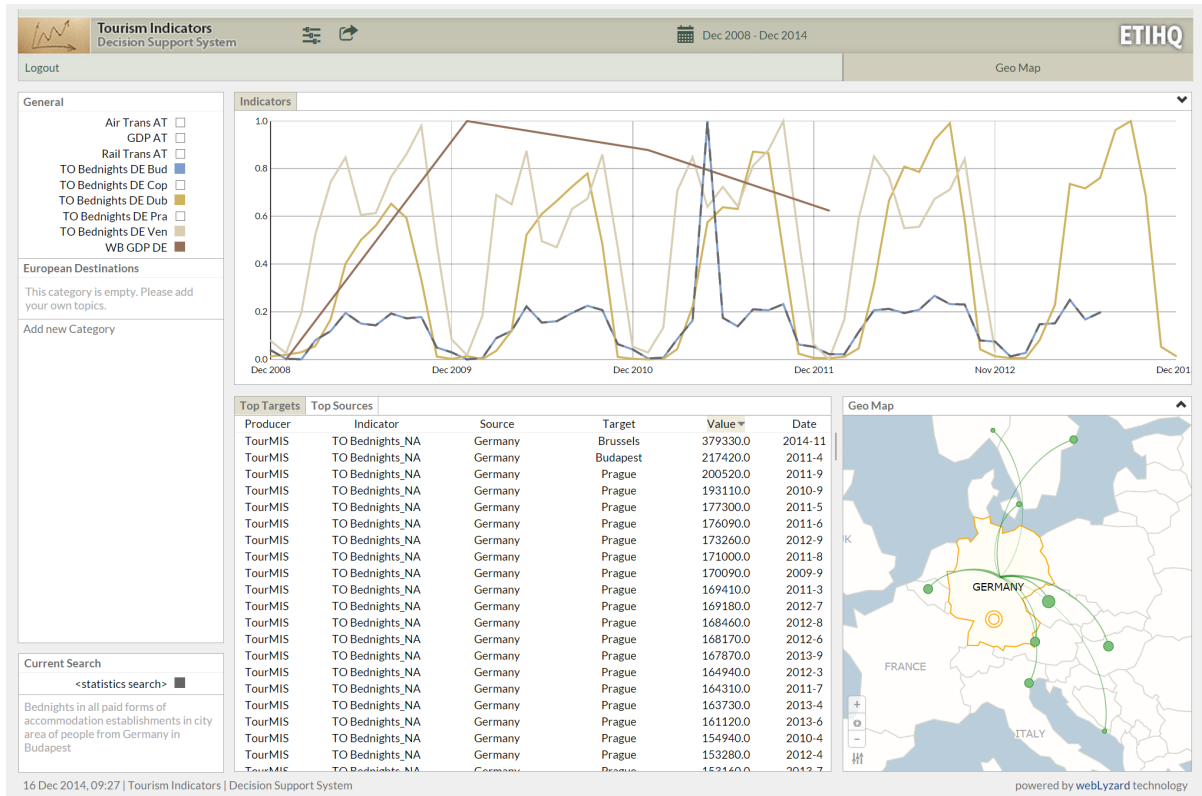 Tourism Indicators
Decision Support System
Dec 2008 - Dec 2014
ETIHQ
Logout
Geo Map
General
Air Trans AT
GDP AT
Rail Trans AT
TO Bednights DE Bud
TO Bednights DE Cop
TO Bednights DE Dub
TO Bednights DE Pra
TO Bednights DE Ven
WB GDP DE
European Destinations
This category is empty. Please add
your own topics.
Add new Category
Indicators
1.0
0.8
0.6
0.4
0.2
0.0
Dec 2008
Dec 2009
Dec 2010
Dec 2011
Nov 2012
Dec 201
Top Targets Top Sources
Producer Indicator Source Target Value Date
TourMIS TO Bednights_NA Germany Brussels 379330.0 2014-11
TourMIS TO Bednights_NA Germany Budapest 217420.0 2011-4
TourMIS TO Bednights_NA Germany Prague 200520.0 2011-9
TourMIS TO Bednights_NA Germany Prague 193110.0 2010-9
TourMIS TO Bednights_NA Germany Prague 177300.0 2011-5
TourMIS TO Bednights_NA Germany Prague 176090.0 2011-6
TourMIS TO Bednights_NA Germany Prague 173260.0 2012-9
TourMIS TO Bednights_NA Germany Prague 171000.0 2011-8
TourMIS TO Bednights_NA Germany Prague 170090.0 2009-9
TourMIS TO Bednights_NA Germany Prague 169410.0 2011-3
TourMIS TO Bednights_NA Germany Prague 169180.0 2012-7
TourMIS TO Bednights_NA Germany Prague 168460.0 2012-8
TourMIS TO Bednights_NA Germany Prague 168170.0 2012-6
TourMIS TO Bednights_NA Germany Prague 167870.0 2013-9
TourMIS TO Bednights_NA Germany Prague 164940.0 2012-3
TourMIS TO Bednights_NA Germany Prague 164310.0 2011-7
TourMIS TO Bednights_NA Germany Prague 163730.0 2013-4
TourMIS TO Bednights_NA Germany Prague 161120.0 2013-6
TourMIS TO Bednights_NA Germany Prague 154940.0 2010-4
TourMIS TO Bednights_NA Germany Prague 153280.0 2012-4
TourMIS TO Bednights_NA Germany Prague 153160.0 2013-7
Geo Map
UK
GERMANY
FRANCE
ITALY
+
-
Current Search
<statistics search>
Bednights in all paid forms of
accommodation establishments in city
area of people from Germany in
Budapest
16 Dec 2014, 09:27 | Tourism Indicators | Decision Support System
powered by webLyzard technology